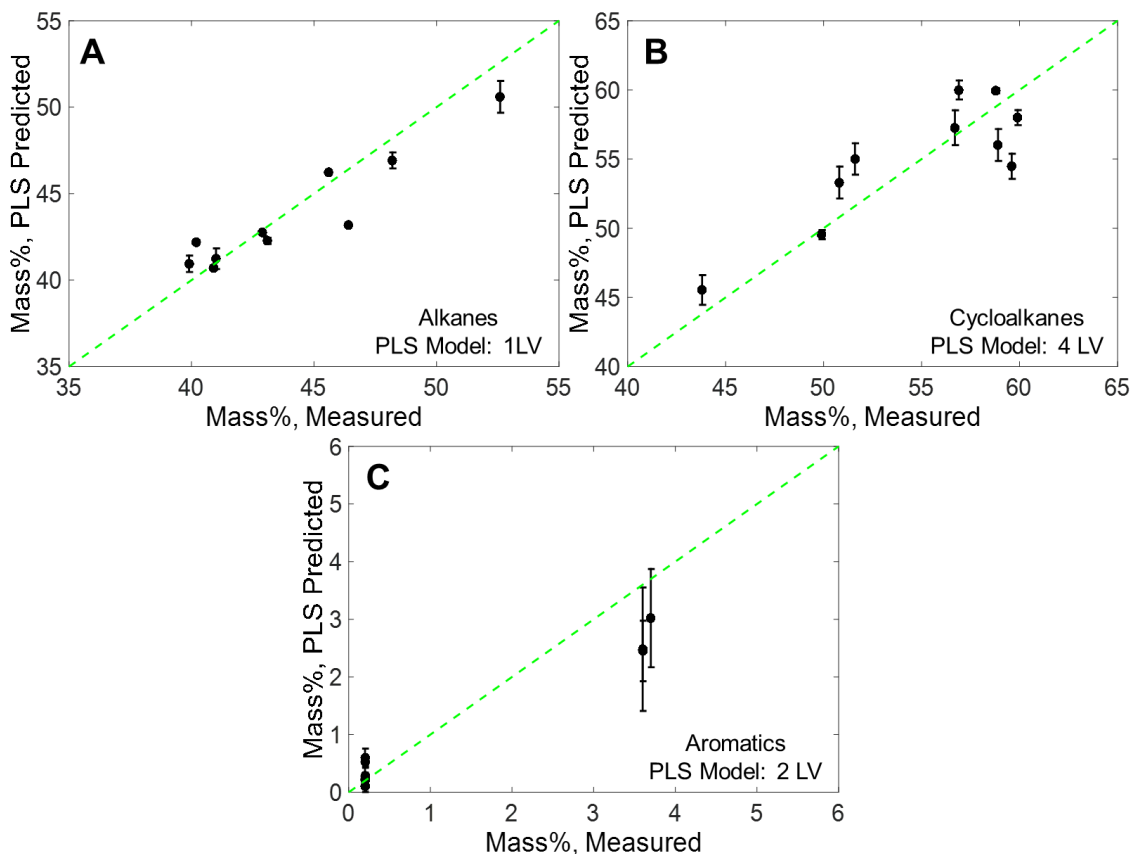 A
Mass%, PLS Predicted
55
50
45
40
35
35 40 45 50 55
Mass%, Measured
Alkanes
PLS Model: 1LV
B
Mass%, PLS Predicted
65
60
55
50
45
40
40 45 50 55 60 65
Mass%, Measured
Cycloalkanes
PLS Model: 4 LV
C
Mass%, PLS Predicted
6
5
4
3
2
1
0
0 1 2 3 4 5 6
Mass%, Measured
Aromatics
PLS Model: 2 LV